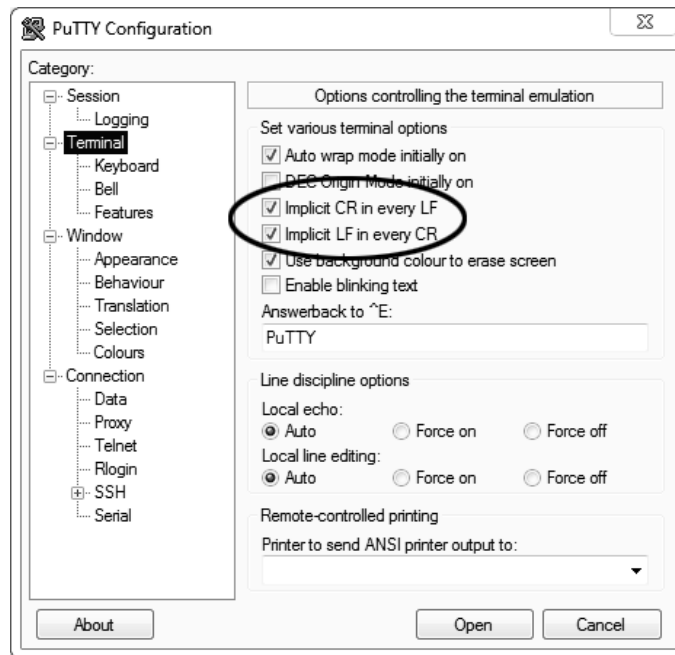 PuTTY Configuration
Category:
Session
Logging
Terminal
Keyboard
Bell
Features
Window
Appearance
Behaviour
Translation
Selection
Colours
Connection
Data
Proxy
Telnet
Rlogin
SSH
Serial
Options controlling the terminal emulation
Set various terminal options
Auto wrap mode initially on
DEC Origin Mode initially on
Implicit CR in every LF
Implicit LF in every CR
Use background colour to erase screen
Enable blinking text
Answerback to ^E:
PuTTY
Line discipline options
Local echo:
Auto Force on Force off
Local line editing:
Auto Force on Force off
Remote-controlled printing
Printer to send ANSI printer output to:
About Open Cancel